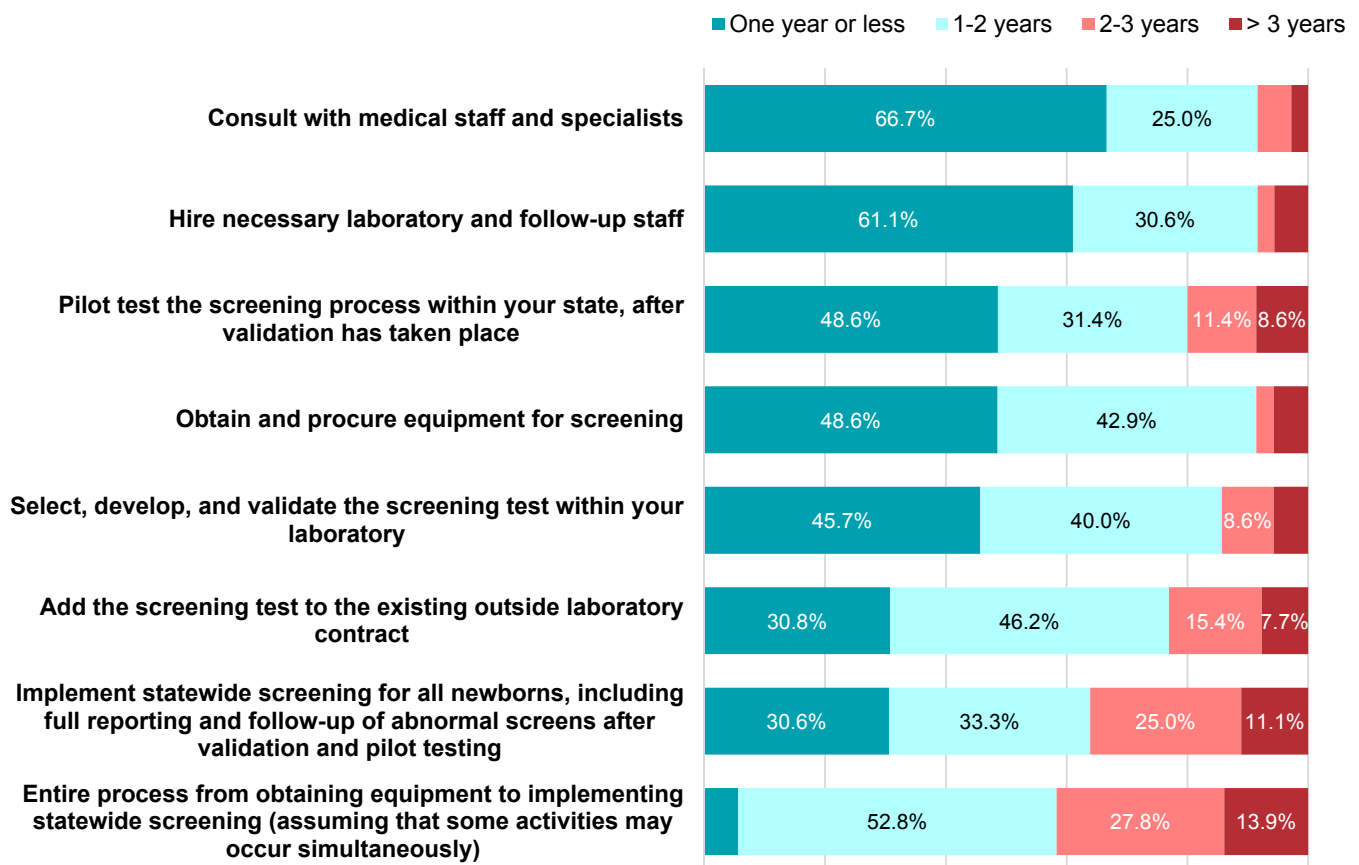 One year or less 1-2 years 2-3 years > 3 years
Consult with medical staff and specialists
66.7% 25.0%
Hire necessary laboratory and follow-up staff
61.1% 30.6%
Pilot test the screening process within your state, after
validation has taken place
48.6% 31.4% 11.4% 8.6%
Obtain and procure equipment for screening
48.6% 42.9%
Select, develop, and validate the screening test within your
laboratory
45.7% 40.0% 8.6%
Add the screening test to the existing outside laboratory
contract
30.8% 46.2% 15.4% 7.7%
Implement statewide screening for all newborns, including
full reporting and follow-up of abnormal screens after
validation and pilot testing
30.6% 33.3% 25.0% 11.1%
Entire process from obtaining equipment to implementing
statewide screening (assuming that some activities may
occur simultaneously)
52.8% 27.8% 13.9%